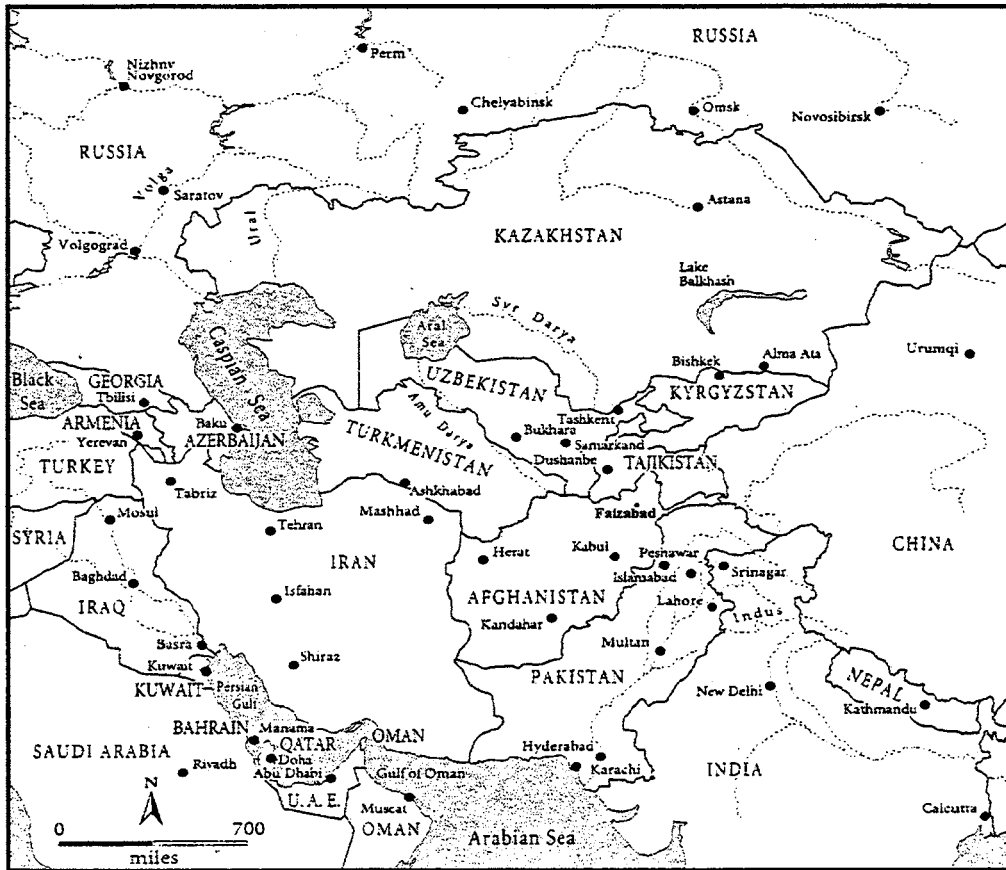 RUSSIA
Perm
Nizhny
Novgorod
Chelyabinsk
Omsk
Novosibirsk
RUSSIA
Volga
Saratov
Ural
Astana
Volgograd
KAZAKHSTAN
Lake
Balkhash
Aral
Sea
Syr Darya
Caspian Sea
Black
Sea
GEORGIA
Tbilisi
UZBEKISTAN
Bishkek
Alma Ata
Urumqi
KYRGYZSTAN
ARMENIA
Yerevan
Baku
AZERBAIJAN
Amu Darya
TURKMENISTAN
Tashkent
Bukhara
Samarkand
Dushanbe
TAJIKISTAN
TURKEY
Tabriz
Ashkhabad
Mashhad
Faizabad
Mosul
SYRIA
Tehran
IRAN
Herat
Kabul
Peshawar
Islamabad
Srinagar
CHINA
Baghdad
IRAQ
Isfahan
AFGHANISTAN
Kandahar
Lahore
Indus
Basra
Kuwait
KUWAIT
Shiraz
Multan
PAKISTAN
Persian
Gulf
New Delhi
NEPAL
Kathmandu
BAHRAIN
Manama
QATAR
Doha
OMAN
SAUDI ARABIA
Riyadh
Abu Dhabi
U.A.E.
Gulf of Oman
Hyderabad
Karachi
INDIA
Muscat
OMAN
Arabian Sea
Calcutta
N
0 700
miles